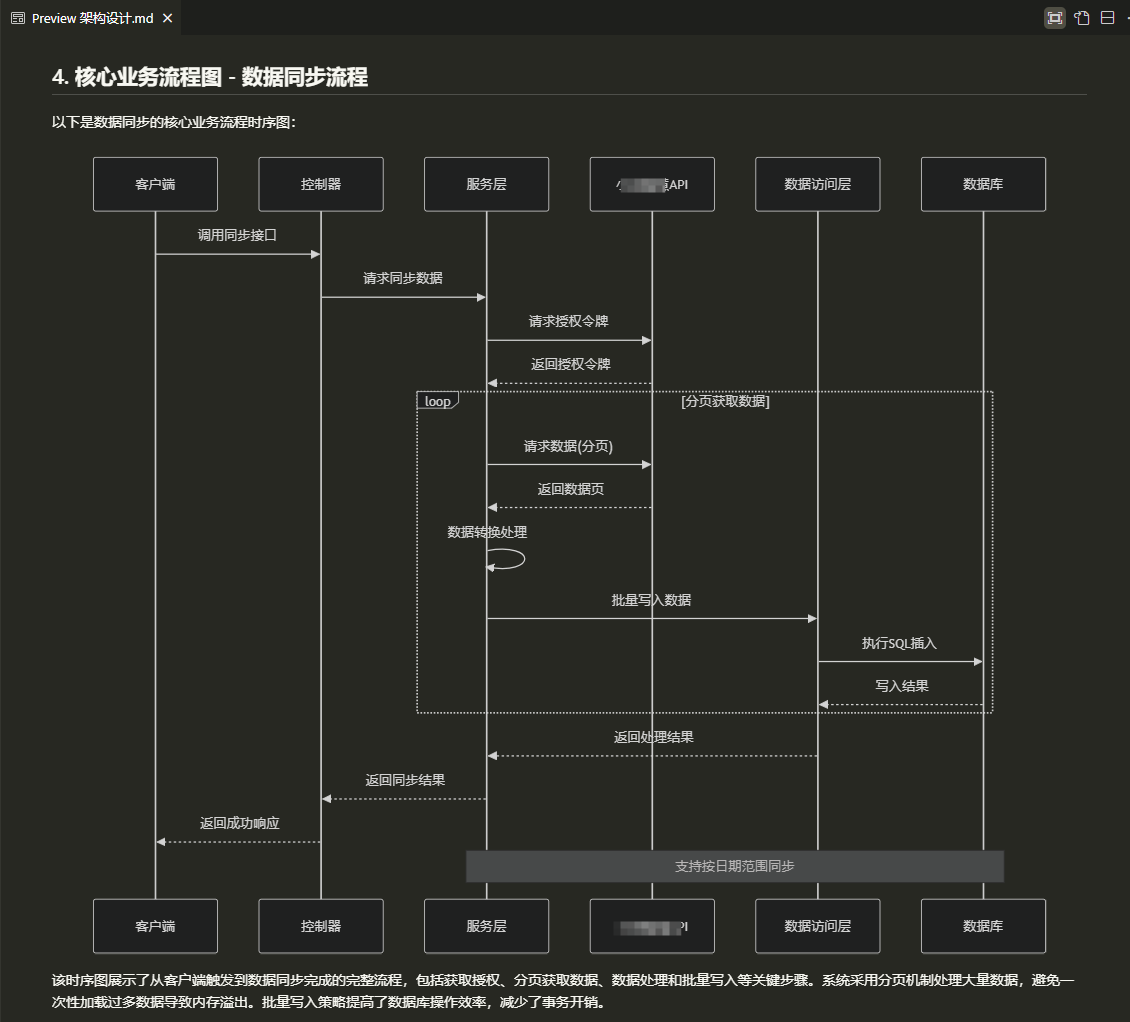 Preview 架构设计.md
4. 核心业务流程图 - 数据同步流程
以下是数据同步的核心业务流程时序图：
客户端 控制器 服务层 API 数据访问层 数据库
调用同步接口
请求同步数据
请求授权令牌
返回授权令牌
loop [分页获取数据]
请求数据(分页)
返回数据页
数据转换处理
批量写入数据
执行SQL插入
写入结果
返回处理结果
返回同步结果
返回成功响应
支持按日期范围同步
客户端 控制器 服务层 数据访问层 数据库
该时序图展示了从客户端触发到数据同步完成的完整流程，包括获取授权、分页获取数据、数据处理和批量写入等关键步骤。系统采用分页机制处理大量数据，避免一
次性加载过多数据导致内存溢出。批量写入策略提高了数据库操作效率，减少了事务开销。